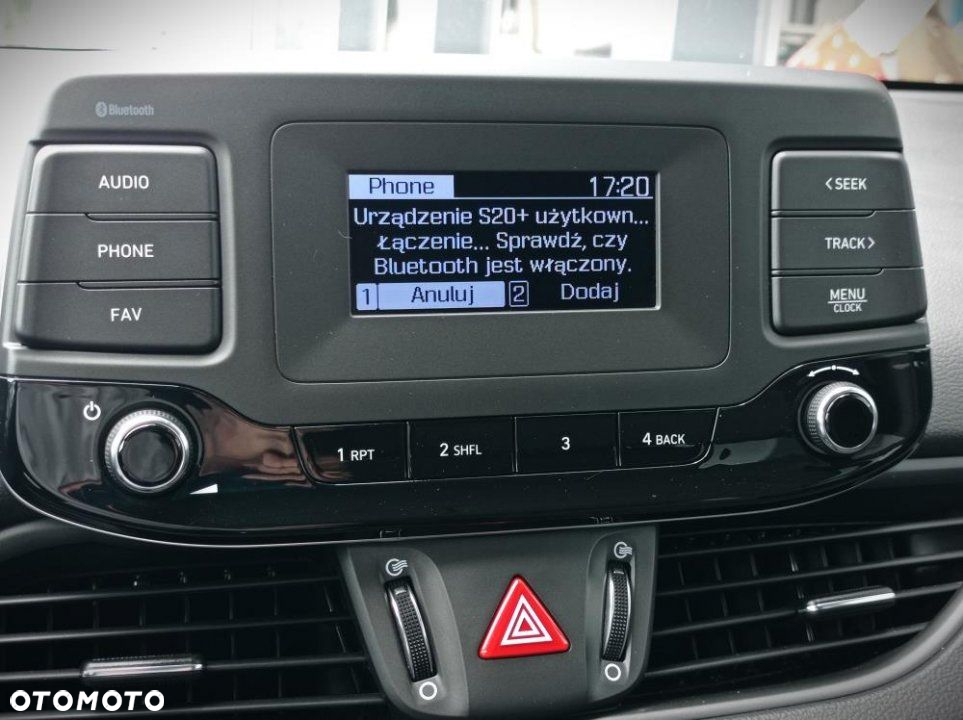 Bluetooth
AUDIO
PHONE
FAV
Phone 17:20
Urządzenie S20+ użytkown...
Łączenie... Sprawdź, czy
Bluetooth jest włączony.
1 Anuluj 2 Dodaj
<SEEK
TRACK>
MENU
CLOCK
1 RPT
2 SHFL
3
4 BACK
OTOMOTO